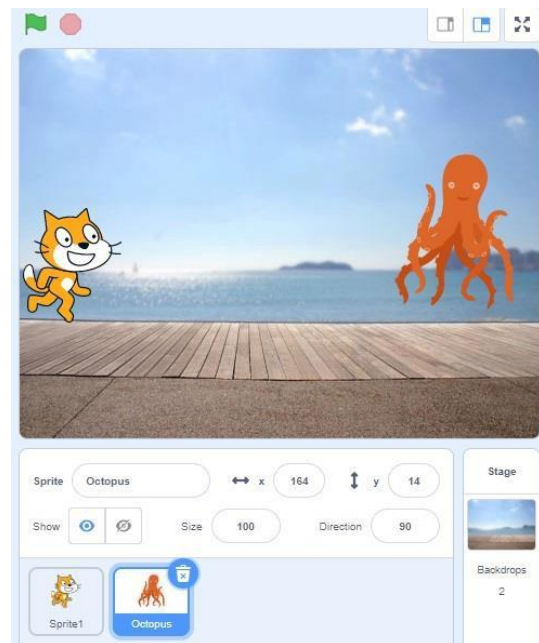 Sprite Octopus x 164 y 14
Show Size 100 Direction 90
Sprite1
Octopus
Stage
Backdrops
2